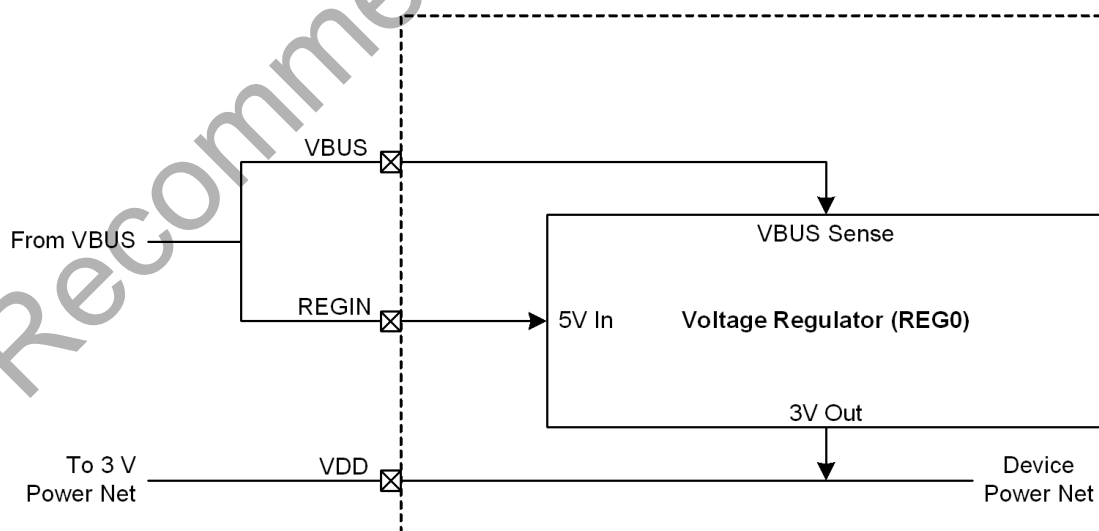 Recomme
VBUS
From VBUS
VBUS Sense
REGIN
5V In
Voltage Regulator (REG0)
3V Out
To 3 V
Power Net
VDD
Device
Power Net